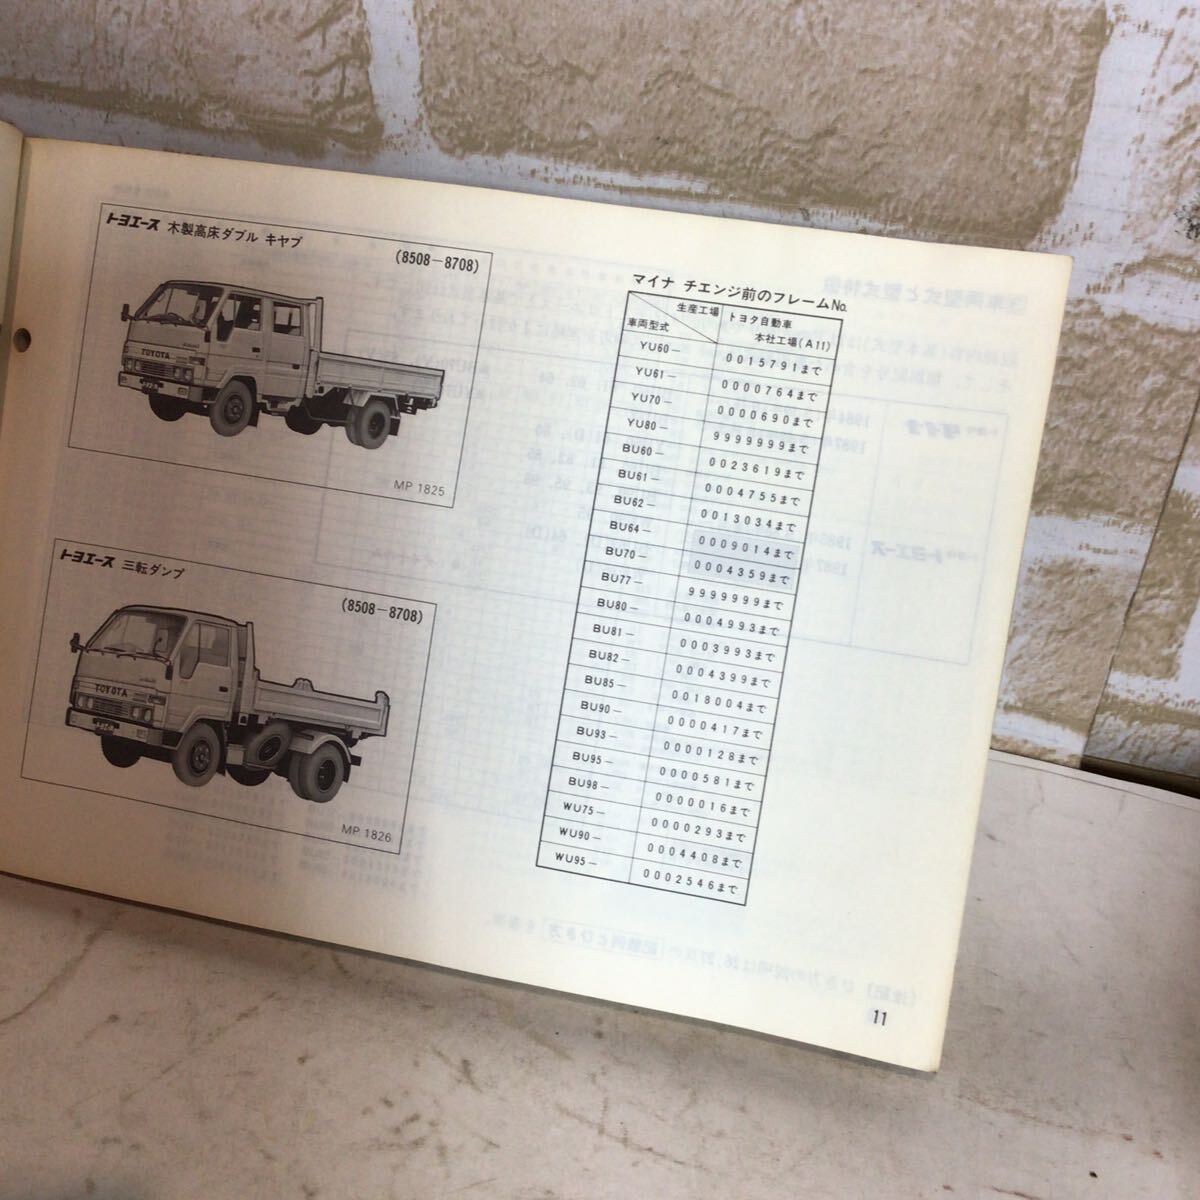 トヨエース 木製高床ダブル キヤブ
(8508－8708)
TOYOTA
MP 1825
トヨエース 三転ダンプ
(8508－8708)
TOYOTA
MP 1826
マイナ チエンジ前のフレームNo.
生産工場 トヨタ自動車
車両型式 本社工場(A11)
YU60－ 0015791まで
YU61－ 0000764まで
YU70－ 0000690まで
YU80－ 9999999まで
BU60－ 0023619まで
BU61－ 0004755まで
BU62－ 0013034まで
BU64－ 0009014まで
BU70－ 0004359まで
BU77－ 9999999まで
BU80－ 0004993まで
BU81－ 0003993まで
BU82－ 0004399まで
BU85－ 0018004まで
BU90－ 0000417まで
BU93－ 0000128まで
BU95－ 0000581まで
BU98－ 0000016まで
WU75－ 0000293まで
WU90－ 0004408まで
WU95－ 0002546まで
11